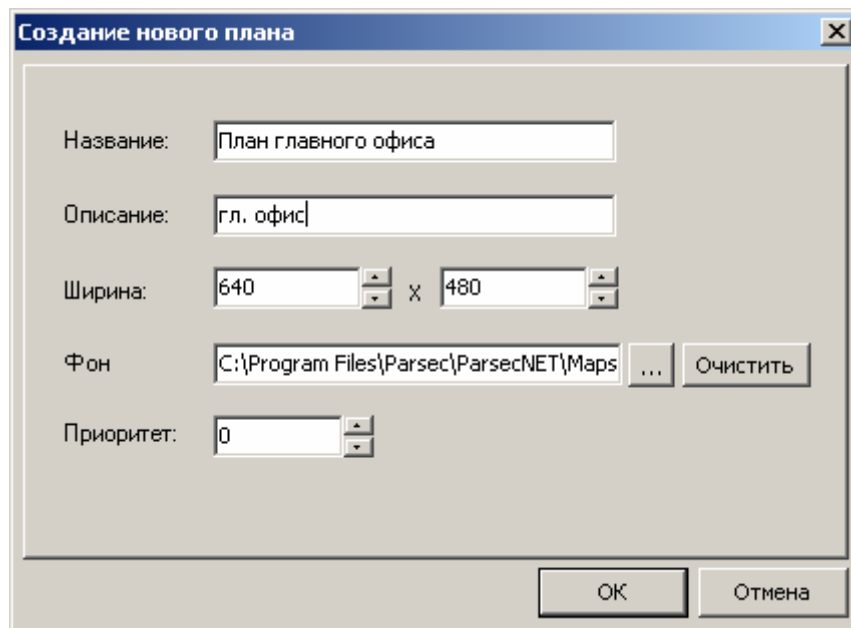 Создание нового плана
Название: План главного офиса
Описание: гл. офис
Ширина: 640 X 480
Фон C:\Program Files\Parsec\ParsecNET\Maps ... Очистить
Приоритет: 0
ОК Отмена